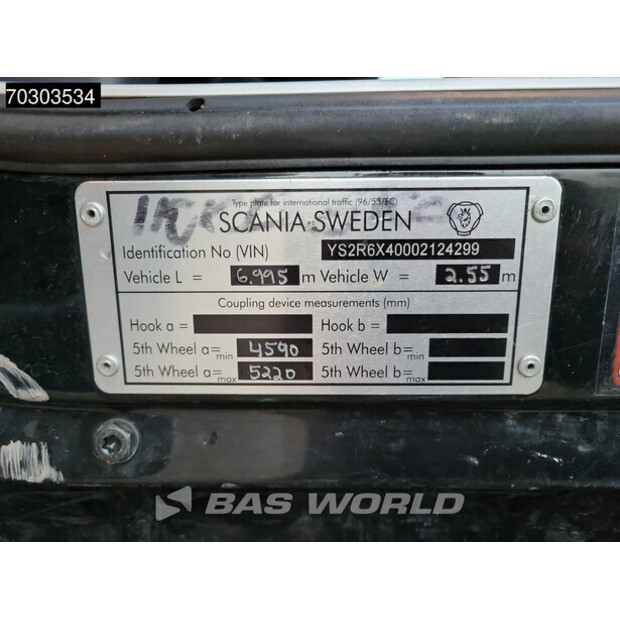 70303534
Type plate for international traffic (96/53/EC)
SCANIA SWEDEN
Identification No (VIN) YS2R6X40002124299
Vehicle L = 6.995 m Vehicle W = 2.55 m
Coupling device measurements (mm)
Hook a = Hook b =
5th Wheel a=min 4590 5th Wheel b=min
5th Wheel a=max 5220 5th Wheel b=max
BAS WORLD